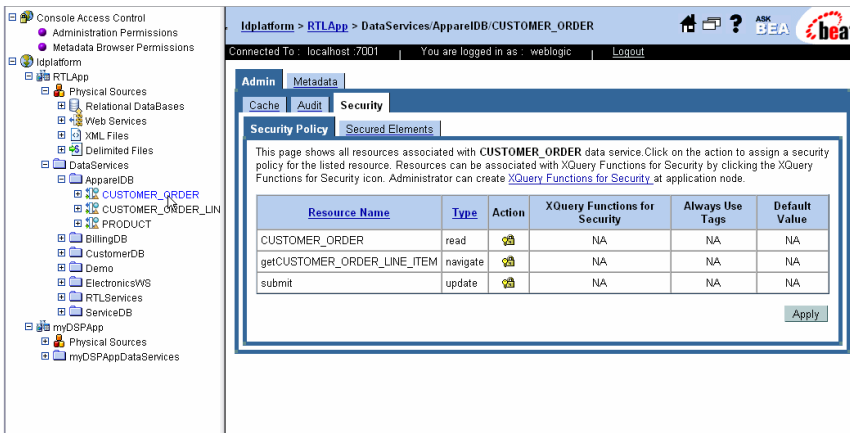 Console Access Control
Administration Permissions
Metadata Browser Permissions
ldplatform
RTLApp
Physical Sources
Relational DataBases
Web Services
XML Files
Delimited Files
DataServices
ApparelDB
CUSTOMER_ORDER
CUSTOMER_ORDER_LIN
PRODUCT
BillingDB
CustomerDB
Demo
ElectronicsWS
RTLServices
ServiceDB
myDSPApp
Physical Sources
myDSPAppDataServices
ldplatform > RTLApp > DataServices/ApparelDB/CUSTOMER_ORDER
? ASK BEA bea
Connected To : localhost :7001 | You are logged in as : weblogic | Logout
Admin Metadata
Cache Audit Security
Security Policy Secured Elements
This page shows all resources associated with CUSTOMER_ORDER data service.Click on the action to assign a security
policy for the listed resource. Resources can be associated with XQuery Functions for Security by clicking the XQuery
Functions for Security icon. Administrator can create XQuery Functions for Security at application node.
Resource Name Type Action XQuery Functions for Security Always Use Tags Default Value
CUSTOMER_ORDER read NA NA NA
getCUSTOMER_ORDER_LINE_ITEM navigate NA NA NA
submit update NA NA NA
Apply